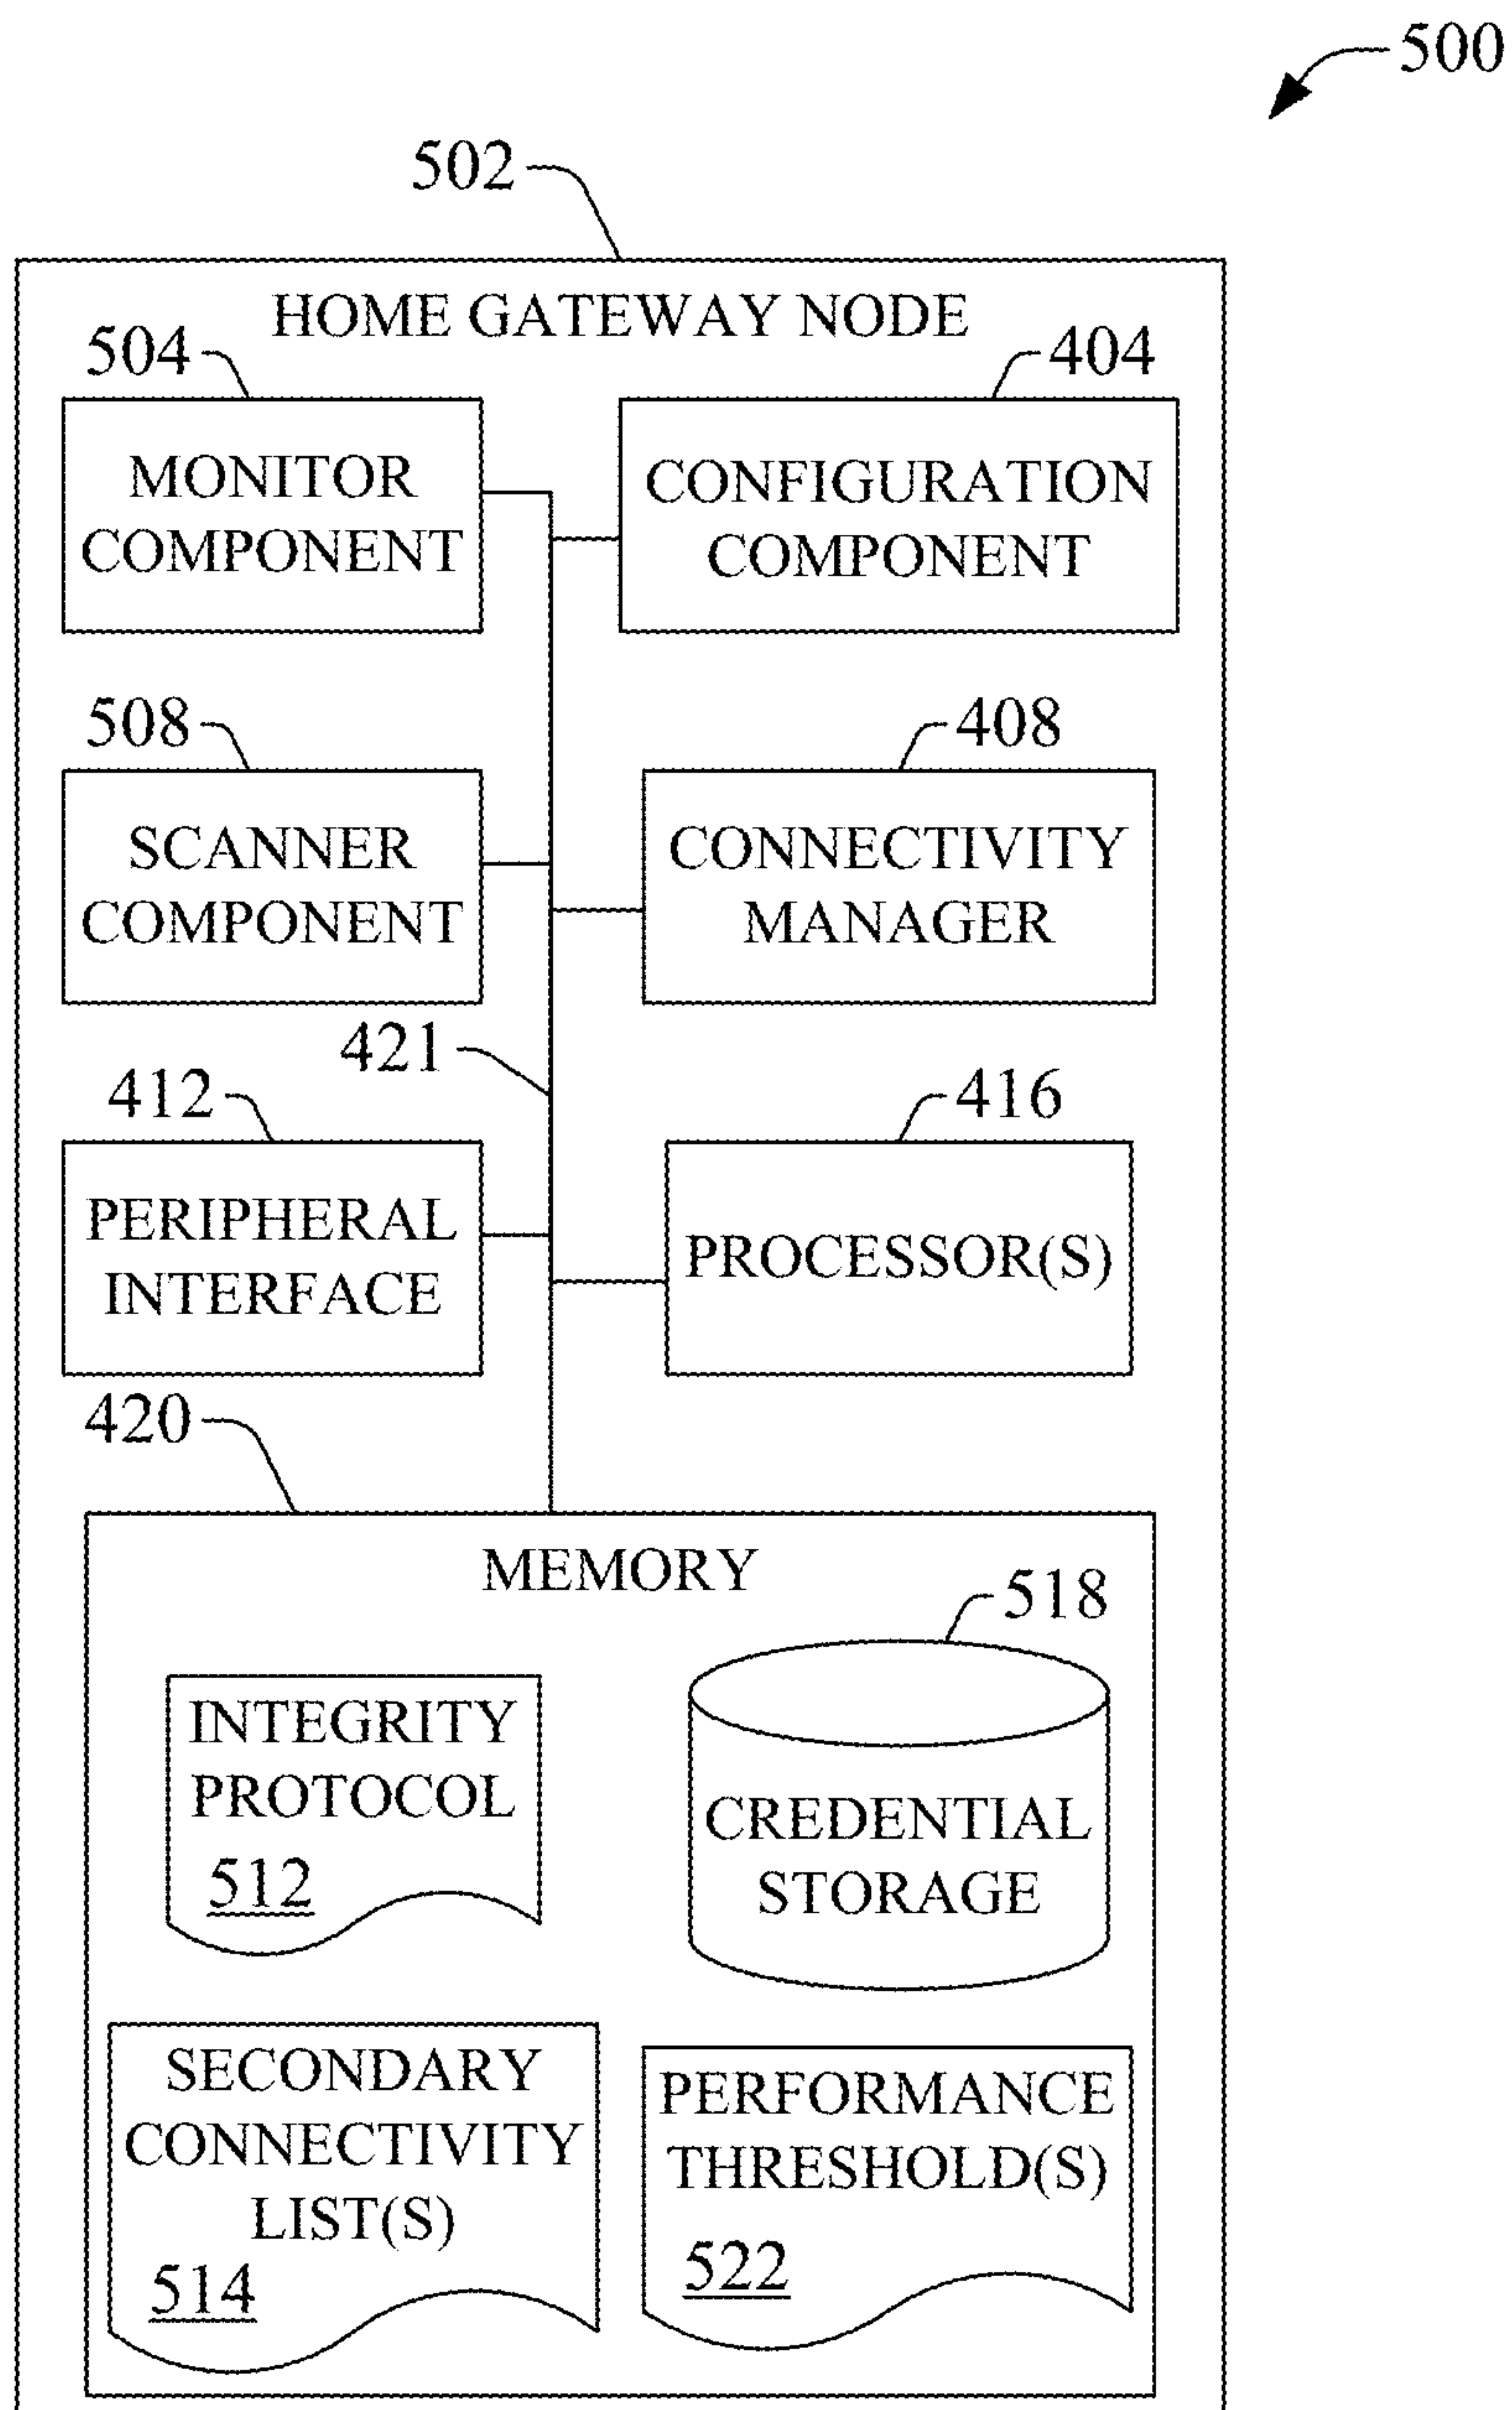 500
502
HOME GATEWAY NODE
504
404
MONITOR
COMPONENT
CONFIGURATION
COMPONENT
508
408
SCANNER
COMPONENT
CONNECTIVITY
MANAGER
421
412
416
PERIPHERAL
INTERFACE
PROCESSOR(S)
420
MEMORY
518
INTEGRITY
PROTOCOL
512
CREDENTIAL
STORAGE
SECONDARY
CONNECTIVITY
LIST(S)
514
PERFORMANCE
THRESHOLD(S)
522